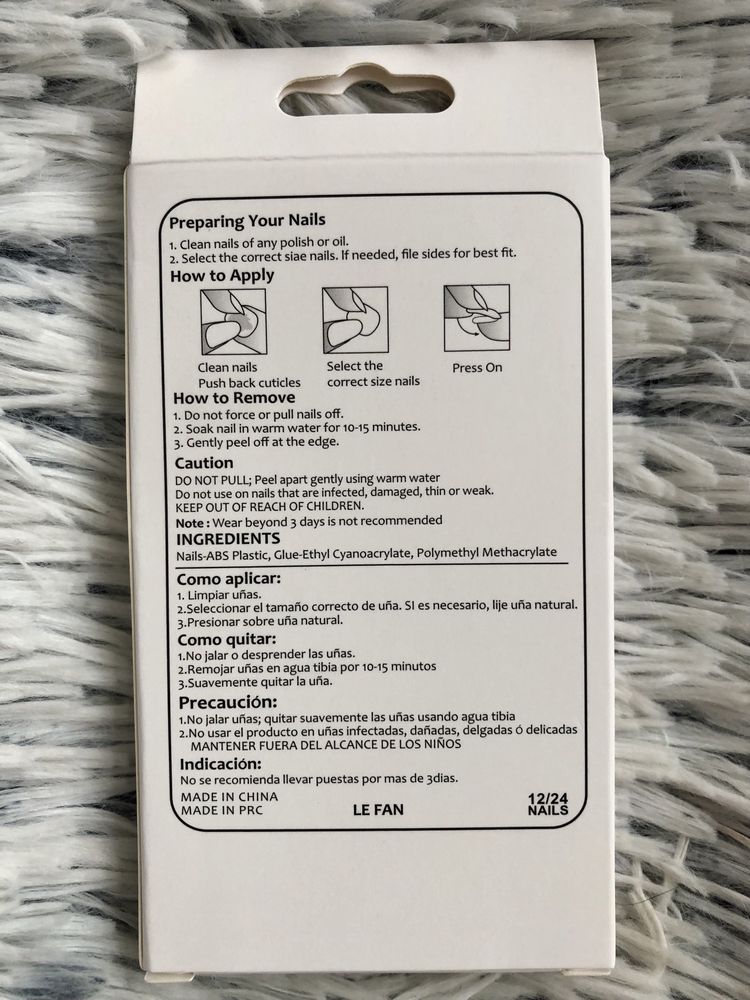 Preparing Your Nails
1. Clean nails of any polish or oil.
2. Select the correct siae nails. If needed, file sides for best fit.
How to Apply
Clean nails
Push back cuticles
Select the
correct size nails
Press On
How to Remove
1. Do not force or pull nails off.
2. Soak nail in warm water for 10-15 minutes.
3. Gently peel off at the edge.
Caution
DO NOT PULL; Peel apart gently using warm water
Do not use on nails that are infected, damaged, thin or weak.
KEEP OUT OF REACH OF CHILDREN.
Note : Wear beyond 3 days is not recommended
INGREDIENTS
Nails-ABS Plastic, Glue-Ethyl Cyanoacrylate, Polymethyl Methacrylate
Como aplicar:
1. Limpiar uñas.
2.Seleccionar el tamaño correcto de uña. SI es necesario, lije uña natural.
3.Presionar sobre uña natural.
Como quitar:
1.No jalar o desprender las uñas.
2.Remojar uñas en agua tibia por 10-15 minutos
3.Suavemente quitar la uña.
Precaución:
1.No jalar uñas; quitar suavemente las uñas usando agua tibia
2.No usar el producto en uñas infectadas, dañadas, delgadas ó delicadas
MANTENER FUERA DEL ALCANCE DE LOS NIÑOS
Indicación:
No se recomienda llevar puestas por mas de 3dias.
MADE IN CHINA
MADE IN PRC
LE FAN
12/24
NAILS